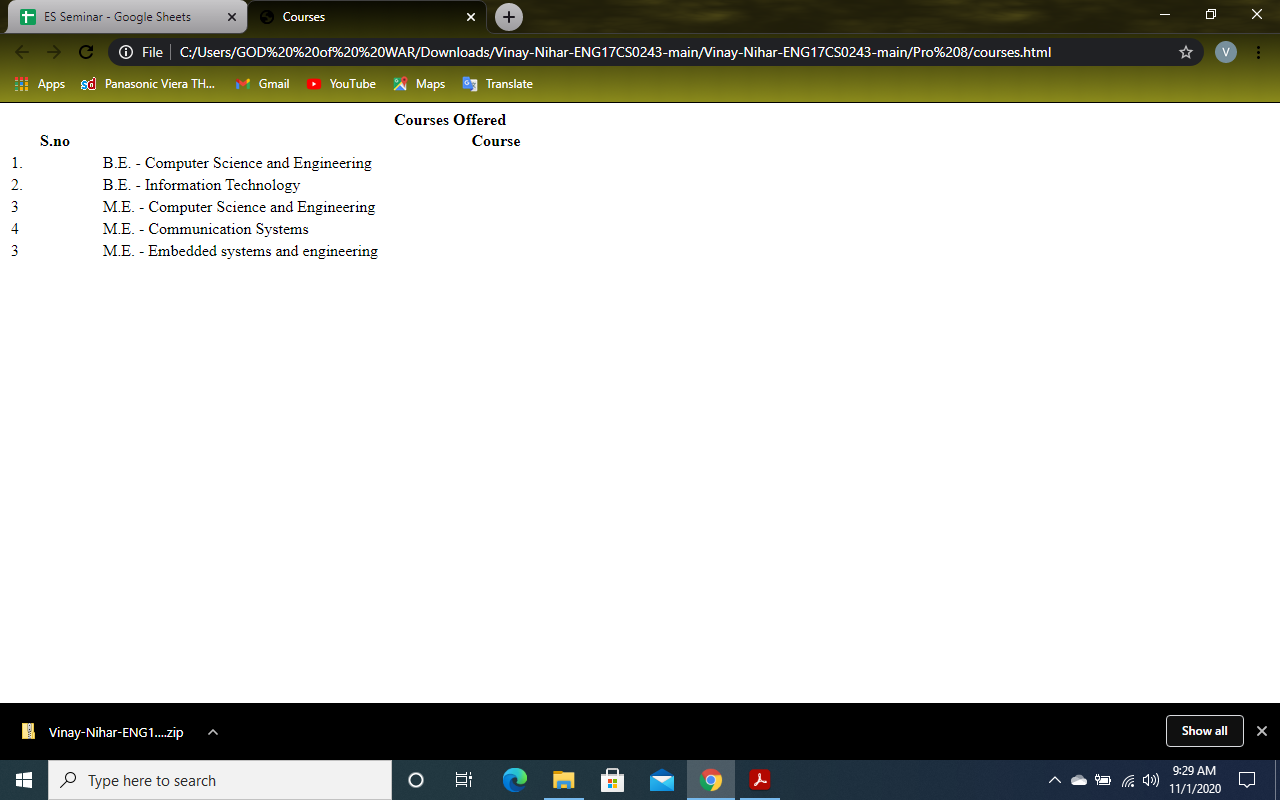 ES Seminar - Google Sheets
Courses
File C:/Users/GOD%20%20of%20%20WAR/Downloads/Vinay-Nihar-ENG17CS0243-main/Vinay-Nihar-ENG17CS0243-main/Pro%208/courses.html V
Apps sd Panasonic Viera TH... Gmail YouTube Maps Translate
Courses Offered
S.no Course
1. B.E. - Computer Science and Engineering
2. B.E. - Information Technology
3 M.E. - Computer Science and Engineering
4 M.E. - Communication Systems
3 M.E. - Embedded systems and engineering
Vinay-Nihar-ENG1....zip Show all
Type here to search
9:29 AM
11/1/2020